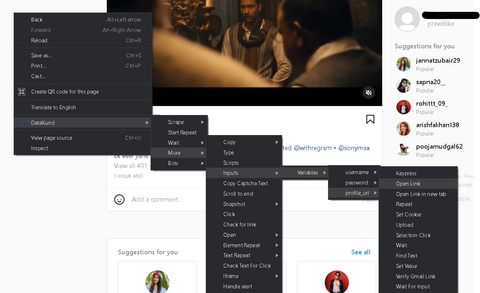 Back Alt+Left arrow
Forward Alt+Right Arrow
Reload Ctrl+R
Save as... Ctrl+S
Print... Ctrl+P
Cast...
Create QR code for this page
Translate to English
DataKund
View page source Ctrl+U
Inspect
Scrape
Start Repeat
Wait
More
Bots
Copy
Type
Scripts
Inputs
Copy Captcha Text
Scroll to end
Snapshot
Click
Check for link
Open
Element Repeat
Text Repeat
Check Text For Click
Iframe
Handle alert
Variables
username
password
profile_url
Keypress
Open Link
Open Link in new tab
Repeat
Set Cookie
Upload
Selection Click
Wait
Find Text
Set Value
Verify Gmail Link
Wait For Input
pravallika
Suggestions for you
jannatzubair29
Popular
sapna20__
Popular
rohittt_09_
Popular
arishfakhan138
Popular
poojamudgal62
Popular
@withregram • @sonymax
View all 401
1 HOUR AGO
Add a comment...
Suggestions for you See all